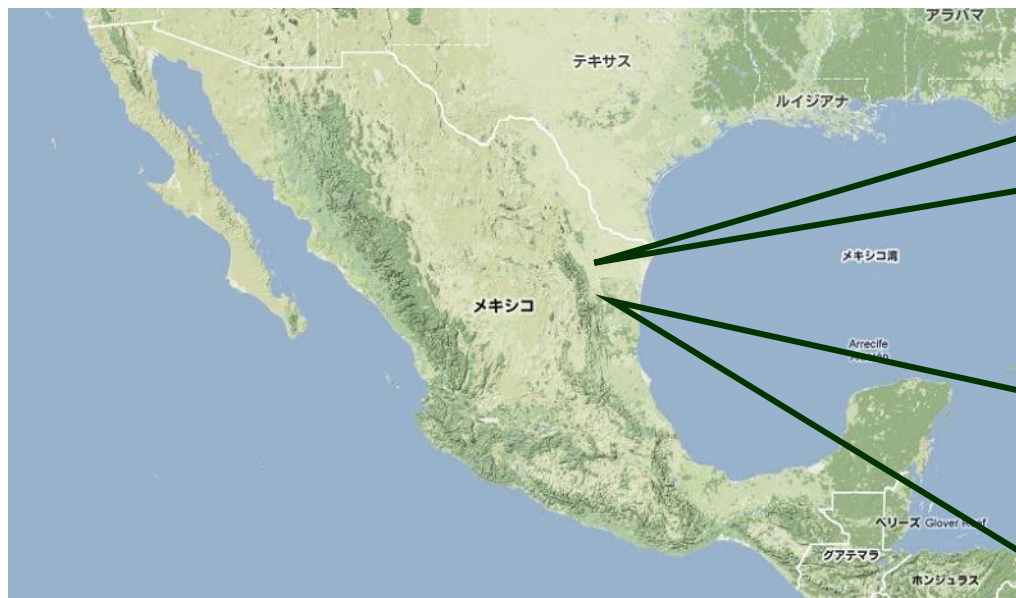 アラバマ
テキサス
ルイジアナ
メキシコ湾
メキシコ
Arrecife
ベリーズ Glover Reef
グアテマラ
ホンジュラス